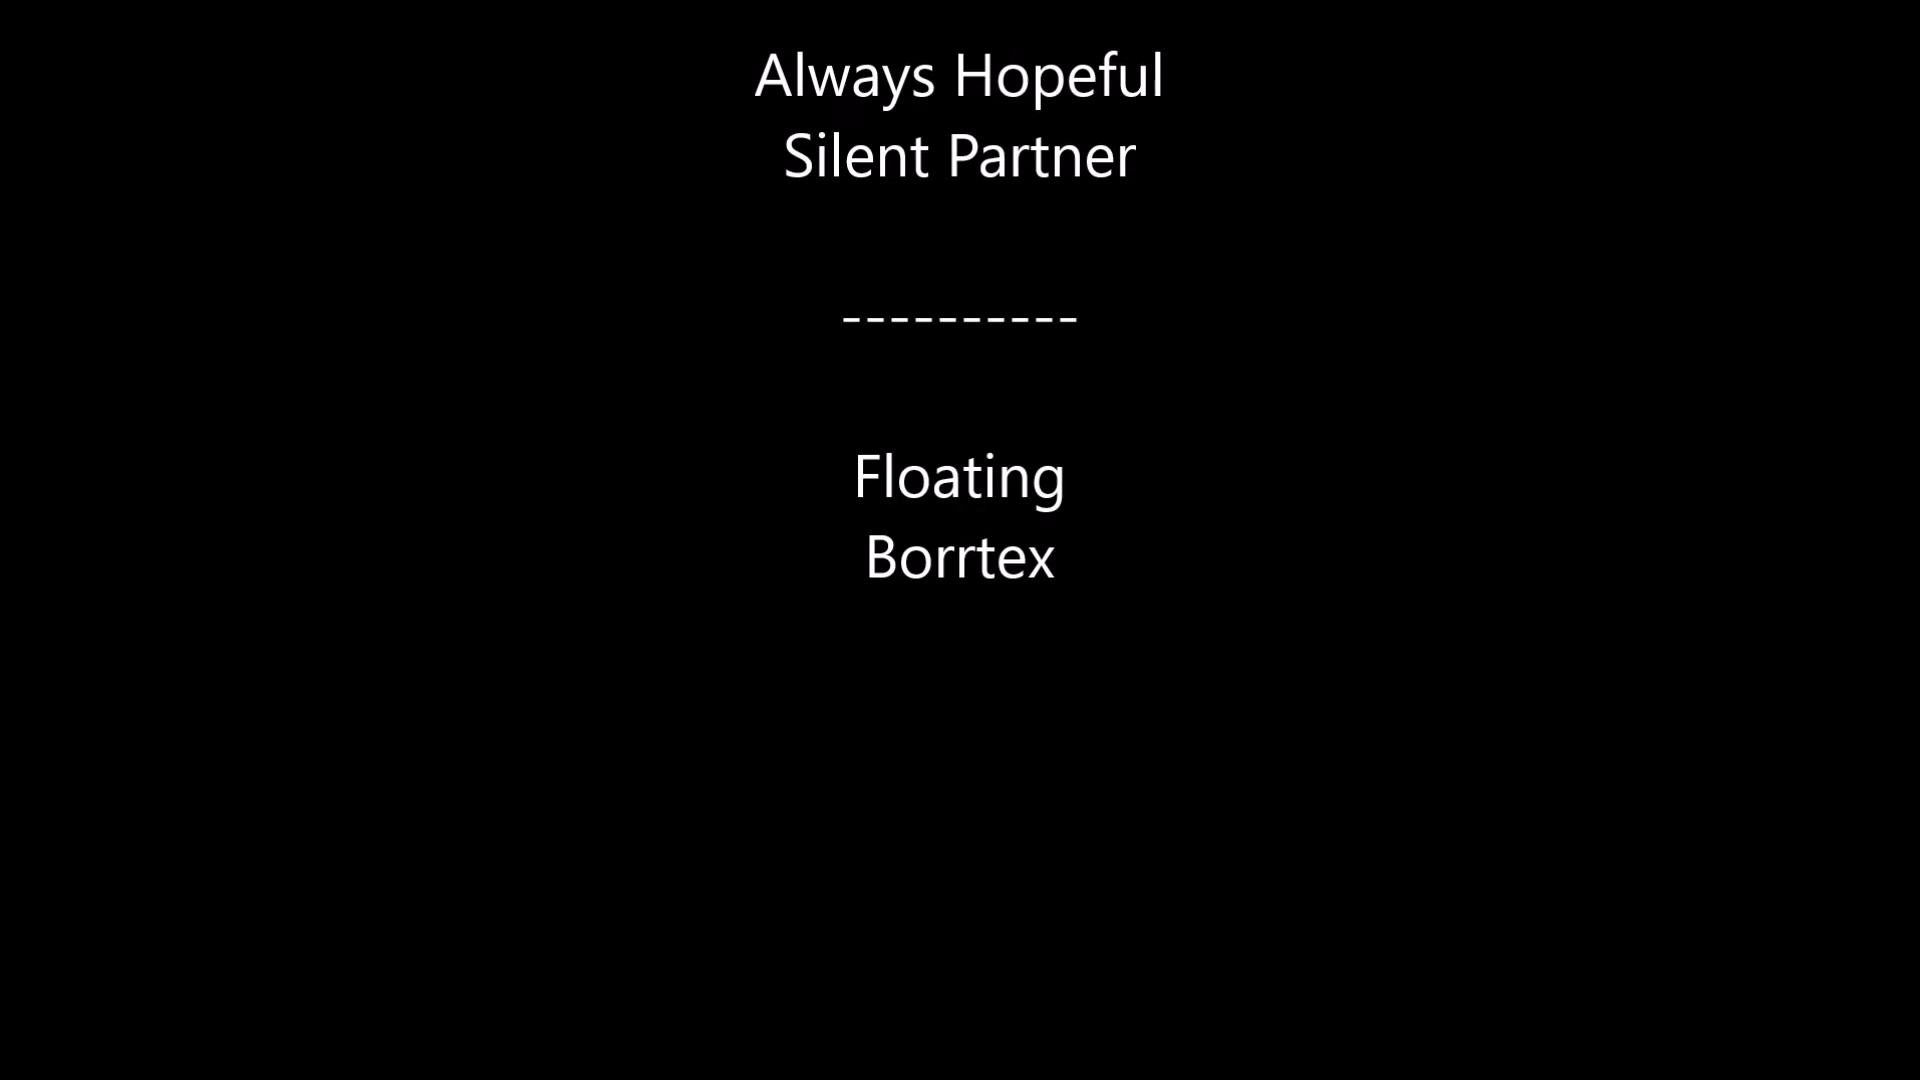 Always Hopeful
Silent Partner
----------
Floating
Borrtex